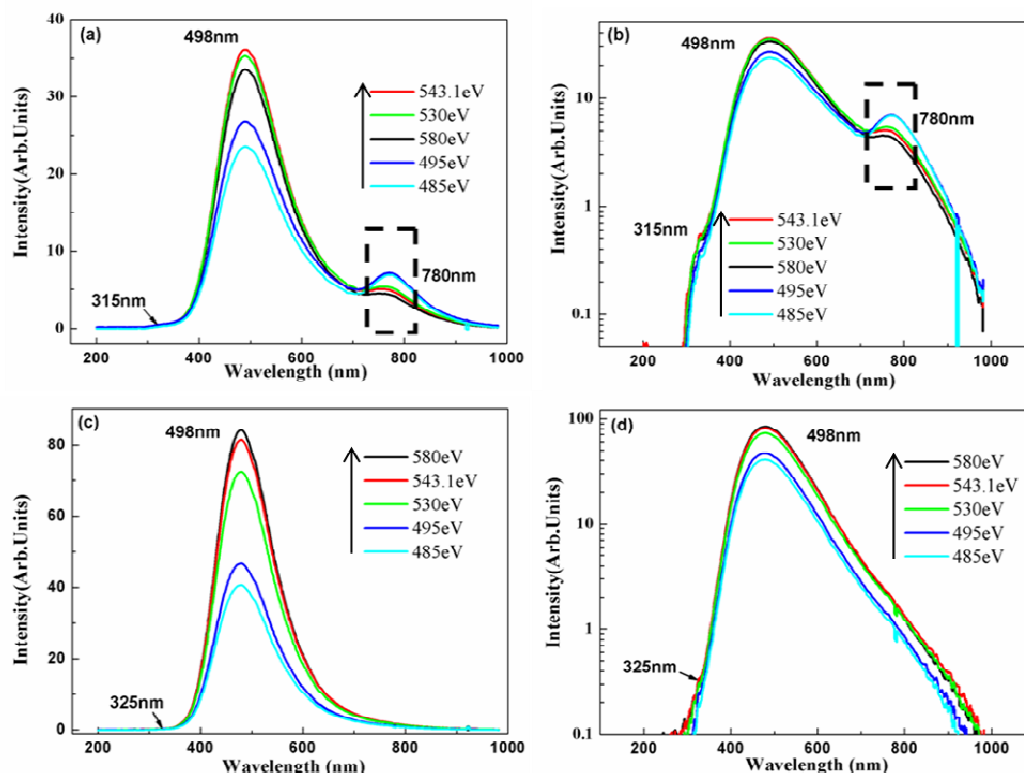 (a)
498nm
543.1eV
530eV
580eV
495eV
485eV
780nm
315nm
40
30
20
10
0
200 400 600 800 1000
Wavelength (nm)
Intensity(Arb.Units)
(b)
498nm
780nm
315nm
543.1eV
530eV
580eV
495eV
485eV
10
1
0.1
200 400 600 800 1000
Wavelength (nm)
Intensity(Arb.Units)
(c)
498nm
580eV
543.1eV
530eV
495eV
485eV
325nm
80
60
40
20
0
200 400 600 800 1000
Wavelength (nm)
Intensity(Arb.Units)
(d)
498nm
580eV
543.1eV
530eV
495eV
485eV
325nm
100
10
1
0.1
200 400 600 800 1000
Wavelength (nm)
Intensity(Arb.Units)